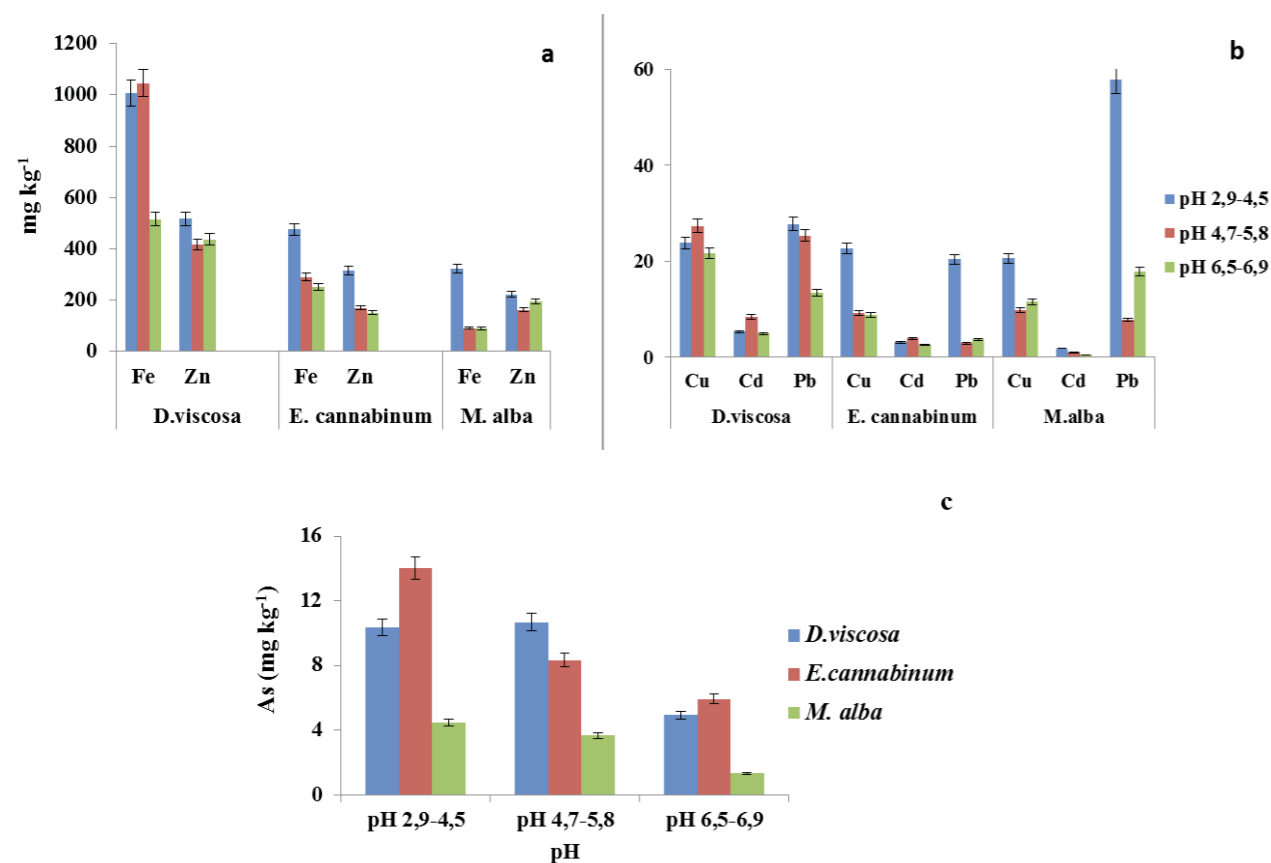 a
1200
1000
800
600
400
200
0
mg kg-1
Fe Zn Fe Zn Fe Zn
D.viscosa E. cannabinum M. alba
b
60
40
20
0
Cu Cd Pb Cu Cd Pb Cu Cd Pb
D.viscosa E. cannabinum M.alba
pH 2,9-4,5
pH 4,7-5,8
pH 6,5-6,9
c
16
12
8
4
0
As (mg kg-1)
pH 2,9-4,5 pH 4,7-5,8 pH 6,5-6,9
pH
D.viscosa
E.cannabinum
M. alba